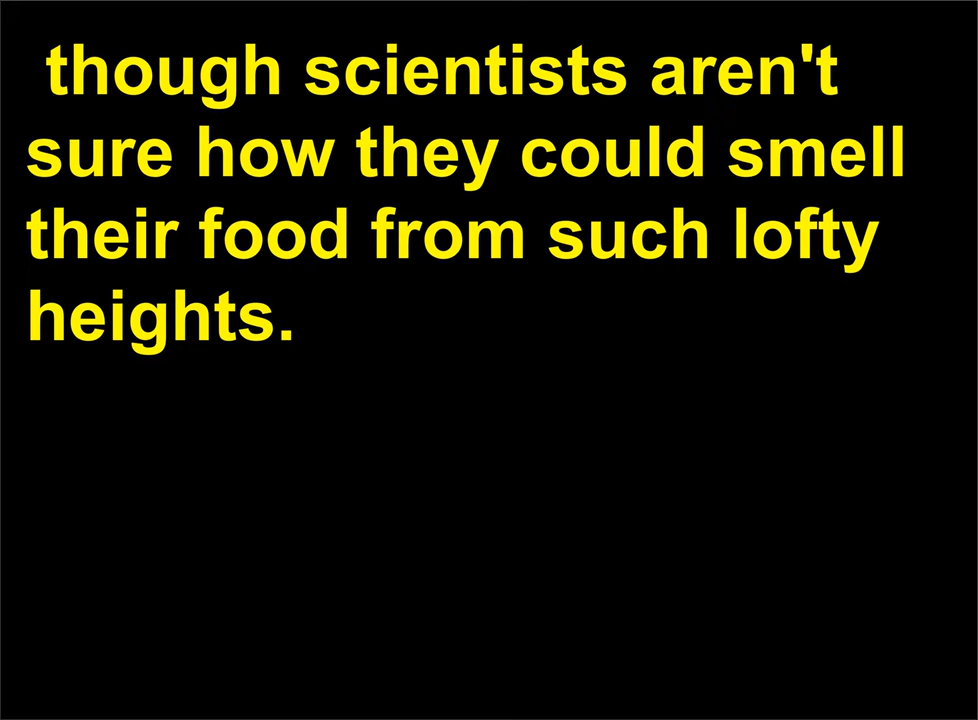 though scientists aren't
sure how they could smell
their food from such lofty
heights.